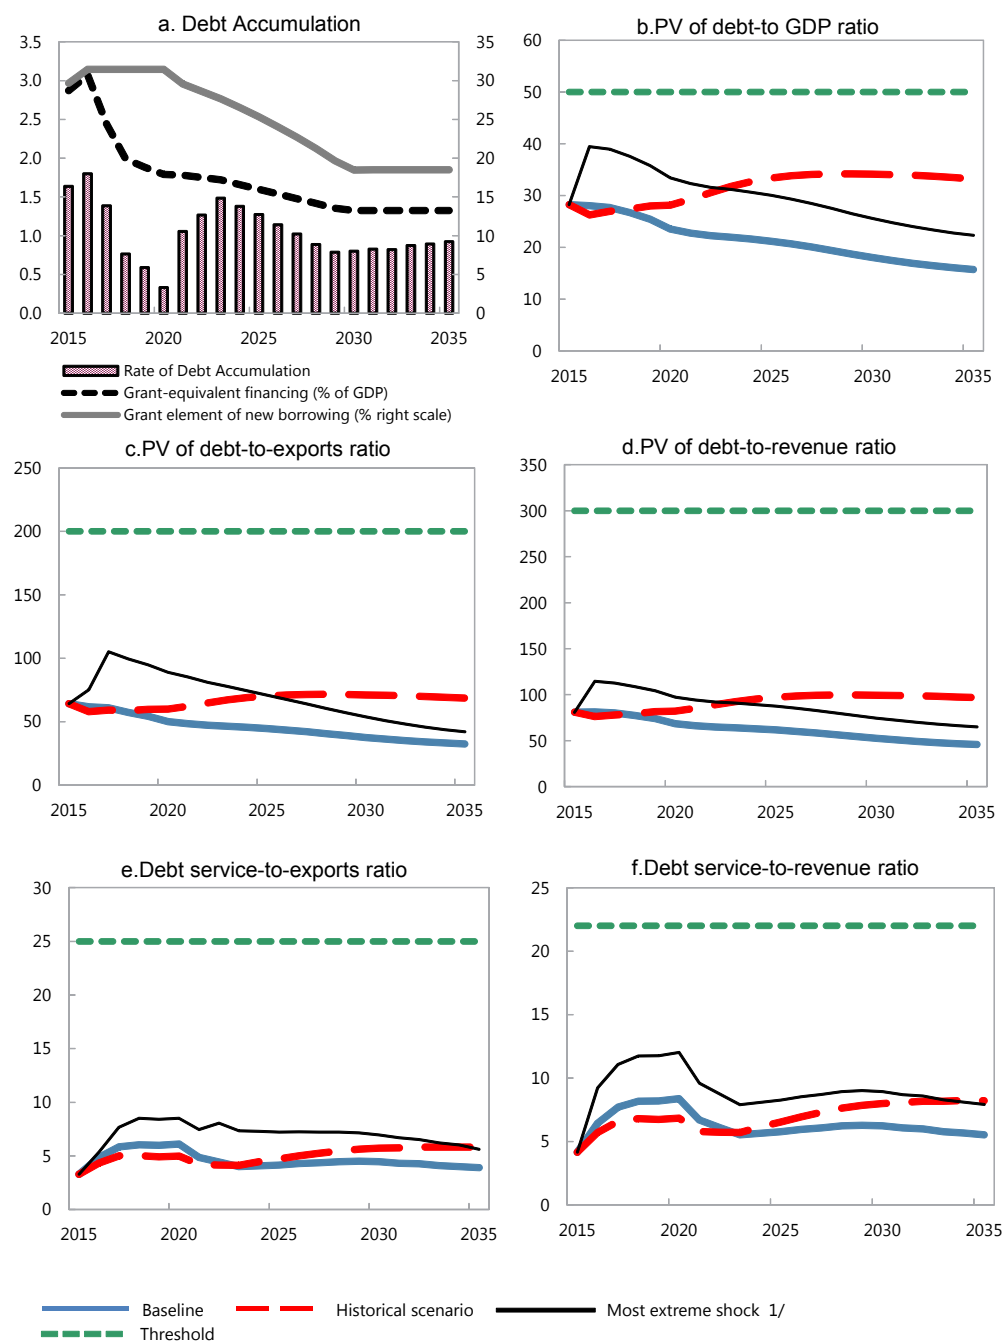 a. Debt Accumulation
3.5
3.0
2.5
2.0
1.5
1.0
0.5
0.0
35
30
25
20
15
10
5
0
2015 2020 2025 2030 2035
Rate of Debt Accumulation
Grant-equivalent financing (% of GDP)
Grant element of new borrowing (% right scale)
b.PV of debt-to GDP ratio
60
50
40
30
20
10
0
2015 2020 2025 2030 2035
c.PV of debt-to-exports ratio
250
200
150
100
50
0
2015 2020 2025 2030 2035
d.PV of debt-to-revenue ratio
350
300
250
200
150
100
50
0
2015 2020 2025 2030 2035
e.Debt service-to-exports ratio
30
25
20
15
10
5
0
2015 2020 2025 2030 2035
f.Debt service-to-revenue ratio
25
20
15
10
5
0
2015 2020 2025 2030 2035
Baseline Historical scenario Most extreme shock 1/
Threshold